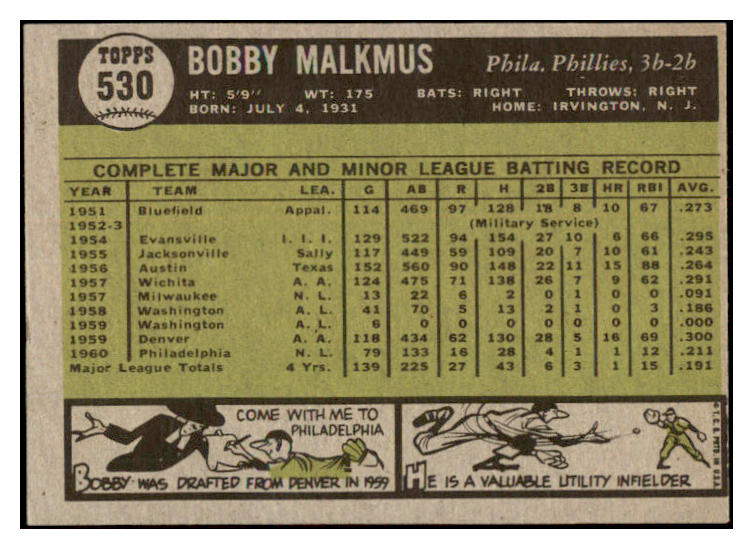 TOPPS
530
BOBBY MALKMUS
Phila. Phillies, 3b-2b
HT: 5'9" WT: 175 BATS: RIGHT THROWS: RIGHT
BORN: JULY 4, 1931 HOME: IRVINGTON, N. J.
COMPLETE MAJOR AND MINOR LEAGUE BATTING RECORD
YEAR TEAM LEA. G AB R H 2B 3B HR RBI AVG.
1951 Bluefield Appal. 114 469 97 128 18 8 10 67 .273
1952-3 (Military Service)
1954 Evansville I. I. I. 129 522 94 154 27 10 6 66 .295
1955 Jacksonville Sally 117 449 59 109 20 7 10 61 .243
1956 Austin Texas 152 560 90 148 22 11 15 88 .264
1957 Wichita A. A. 124 475 71 138 26 7 9 62 .291
1957 Milwaukee N. L. 13 22 6 2 0 1 0 0 .091
1958 Washington A. L. 41 70 5 13 2 1 0 3 .186
1959 Washington A. L. 6 0 0 0 0 0 0 0 .000
1959 Denver A. A. 118 434 62 130 28 5 16 69 .300
1960 Philadelphia N. L. 79 133 16 28 4 1 1 12 .211
Major League Totals 4 Yrs. 139 225 27 43 6 3 1 15 .191
COME WITH ME TO
PHILADELPHIA
BOBBY WAS DRAFTED FROM DENVER IN 1959
HE IS A VALUABLE UTILITY INFIELDER
© T.C.G. PRTD. IN U.S.A.